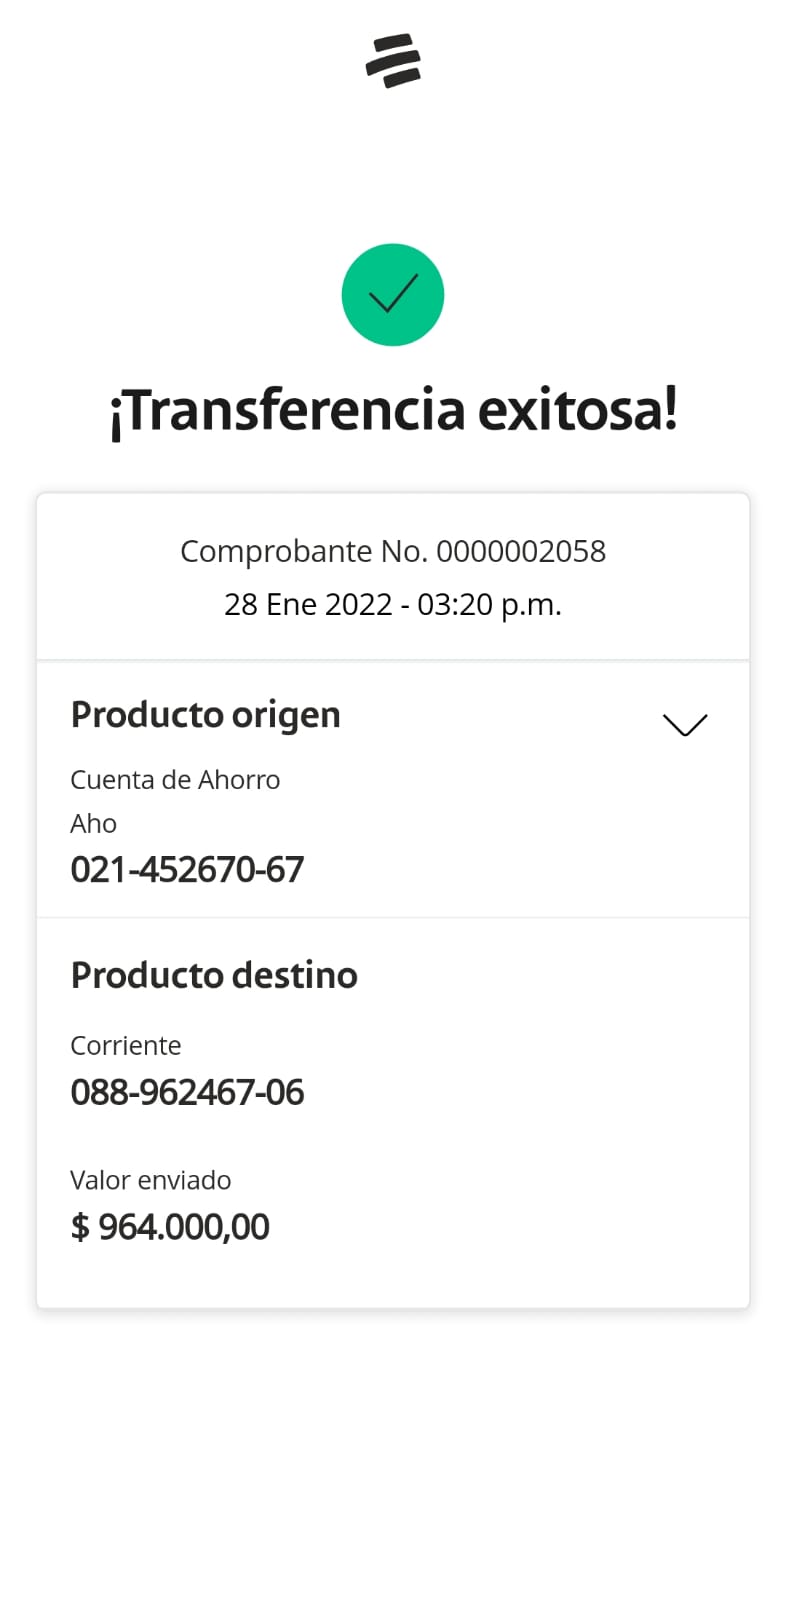 ¡Transferencia exitosa!
Comprobante No. 0000002058
28 Ene 2022 - 03:20 p.m.
Producto origen
Cuenta de Ahorro
Aho
021-452670-67
Producto destino
Corriente
088-962467-06
Valor enviado
$ 964.000,00